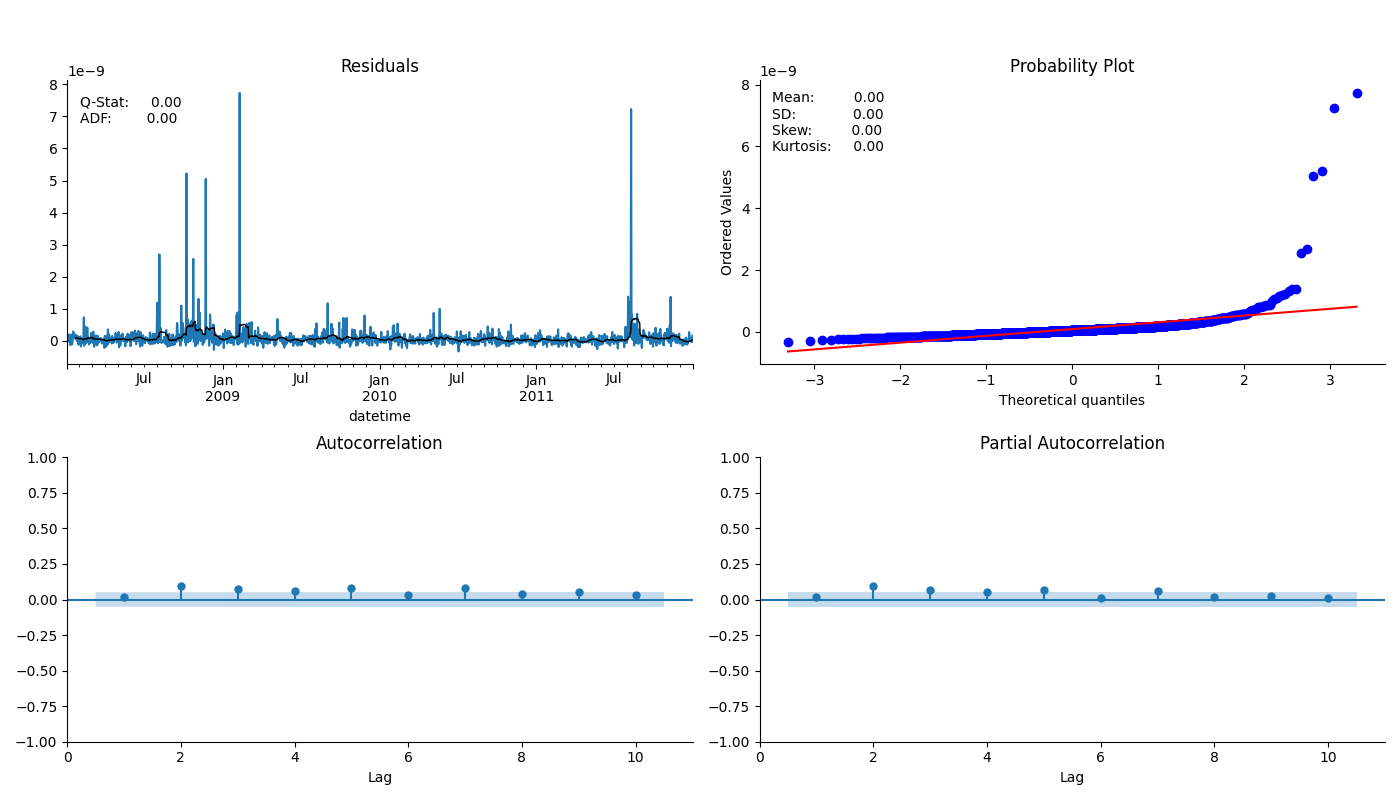 Residuals
1e−9
Q-Stat: 0.00
ADF: 0.00
8
7
6
5
4
3
2
1
0
Jul Jan Jul Jan Jul Jan Jul
2009 2010 2011
datetime
Probability Plot
1e−9
Mean: 0.00
SD: 0.00
Skew: 0.00
Kurtosis: 0.00
Ordered Values
8
6
4
2
0
−3 −2 −1 0 1 2 3
Theoretical quantiles
Autocorrelation
1.00
0.75
0.50
0.25
0.00
−0.25
−0.50
−0.75
−1.00
0 2 4 6 8 10
Lag
Partial Autocorrelation
1.00
0.75
0.50
0.25
0.00
−0.25
−0.50
−0.75
−1.00
0 2 4 6 8 10
Lag